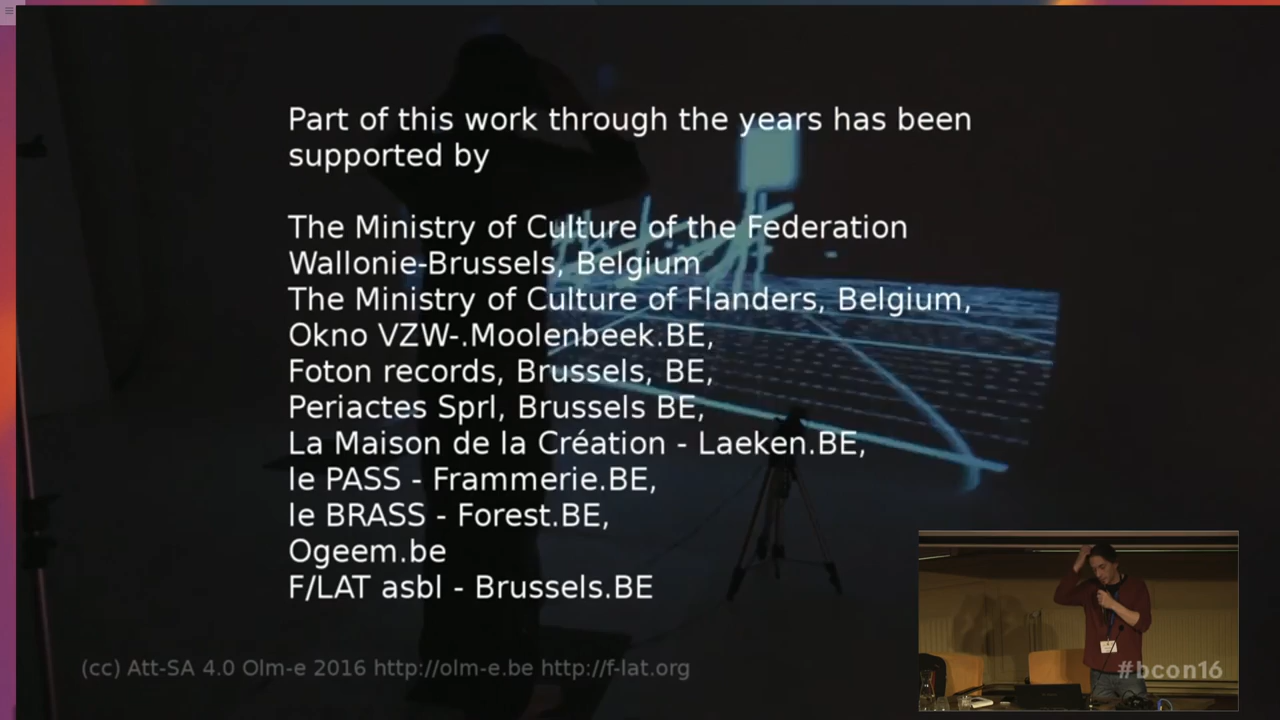 Part of this work through the years has been
supported by
The Ministry of Culture of the Federation
Wallonie-Brussels, Belgium
The Ministry of Culture of Flanders, Belgium,
Okno VZW-.Moolenbeek.BE,
Foton records, Brussels, BE,
Periactes Sprl, Brussels BE,
La Maison de la Création - Laeken.BE,
le PASS - Frammerie.BE,
le BRASS - Forest.BE,
Ogeem.be
F/LAT asbl - Brussels.BE
(cc) Att-SA 4.0 Olm-e 2016 http://olm-e.be http://f-lat.org
#bcon16